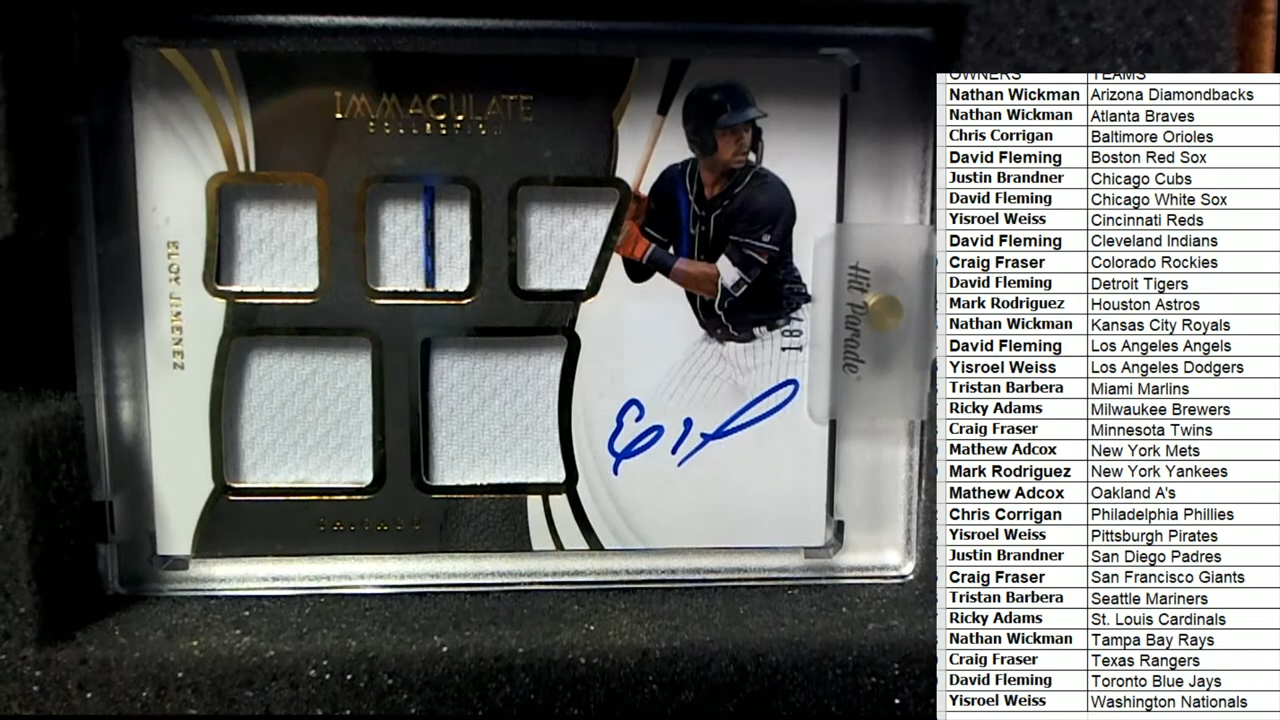 IMMACULATE
COLLECTION
ELOY JIMENEZ
CHICAGO
Hit Parade
OWNERS TEAMS
Nathan Wickman Arizona Diamondbacks
Nathan Wickman Atlanta Braves
Chris Corrigan Baltimore Orioles
David Fleming Boston Red Sox
Justin Brandner Chicago Cubs
David Fleming Chicago White Sox
Yisroel Weiss Cincinnati Reds
David Fleming Cleveland Indians
Craig Fraser Colorado Rockies
David Fleming Detroit Tigers
Mark Rodriguez Houston Astros
Nathan Wickman Kansas City Royals
David Fleming Los Angeles Angels
Yisroel Weiss Los Angeles Dodgers
Tristan Barbera Miami Marlins
Ricky Adams Milwaukee Brewers
Craig Fraser Minnesota Twins
Mathew Adcox New York Mets
Mark Rodriguez New York Yankees
Mathew Adcox Oakland A's
Chris Corrigan Philadelphia Phillies
Yisroel Weiss Pittsburgh Pirates
Justin Brandner San Diego Padres
Craig Fraser San Francisco Giants
Tristan Barbera Seattle Mariners
Ricky Adams St. Louis Cardinals
Nathan Wickman Tampa Bay Rays
Craig Fraser Texas Rangers
David Fleming Toronto Blue Jays
Yisroel Weiss Washington Nationals